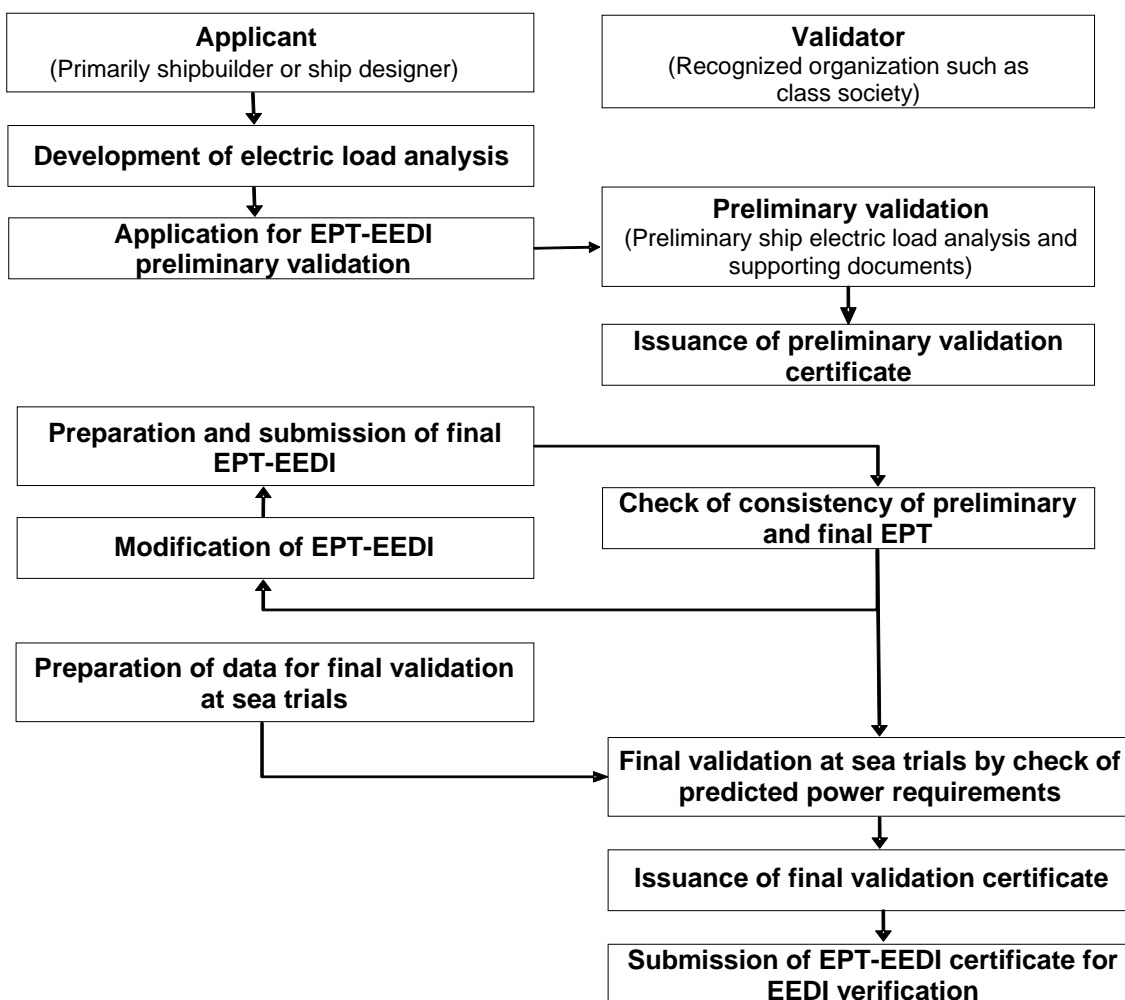 Applicant
(Primarily shipbuilder or ship designer)
Validator
(Recognized organization such as
class society)
Development of electric load analysis
Application for EPT-EEDI
preliminary validation
Preliminary validation
(Preliminary ship electric load analysis and
supporting documents)
Issuance of preliminary validation
certificate
Preparation and submission of final
EPT-EEDI
Check of consistency of preliminary
and final EPT
Modification of EPT-EEDI
Preparation of data for final validation
at sea trials
Final validation at sea trials by check of
predicted power requirements
Issuance of final validation certificate
Submission of EPT-EEDI certificate for
EEDI verification